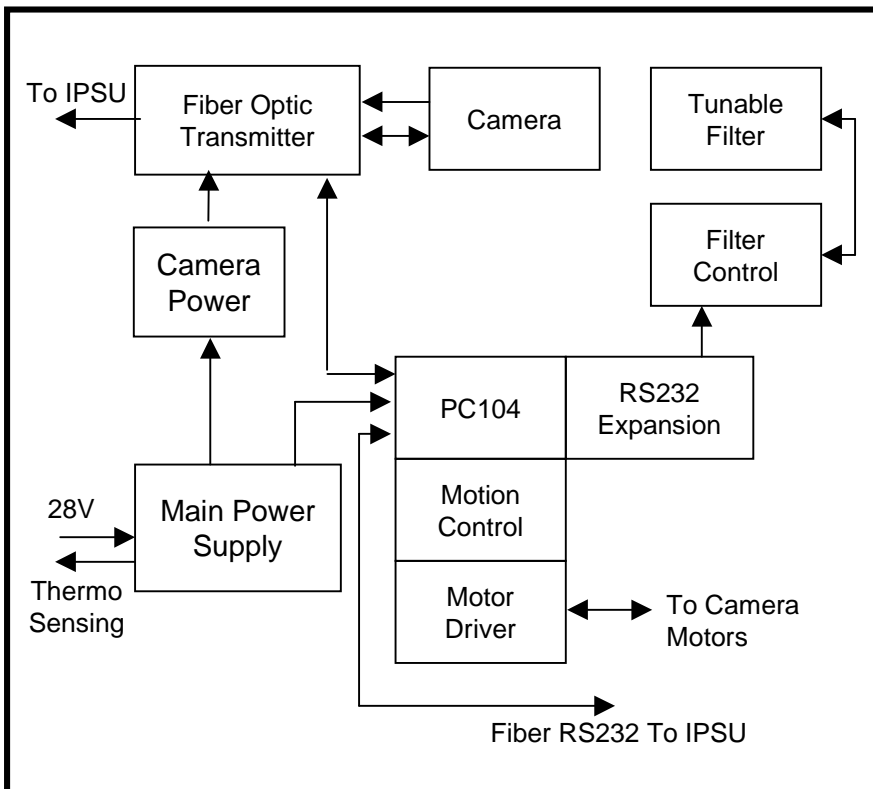 To IPSU
Fiber Optic
Transmitter
Camera
Tunable
Filter
Camera
Power
Filter
Control
PC104
RS232
Expansion
28V
Main Power
Supply
Motion
Control
Thermo
Sensing
Motor
Driver
To Camera
Motors
Fiber RS232 To IPSU